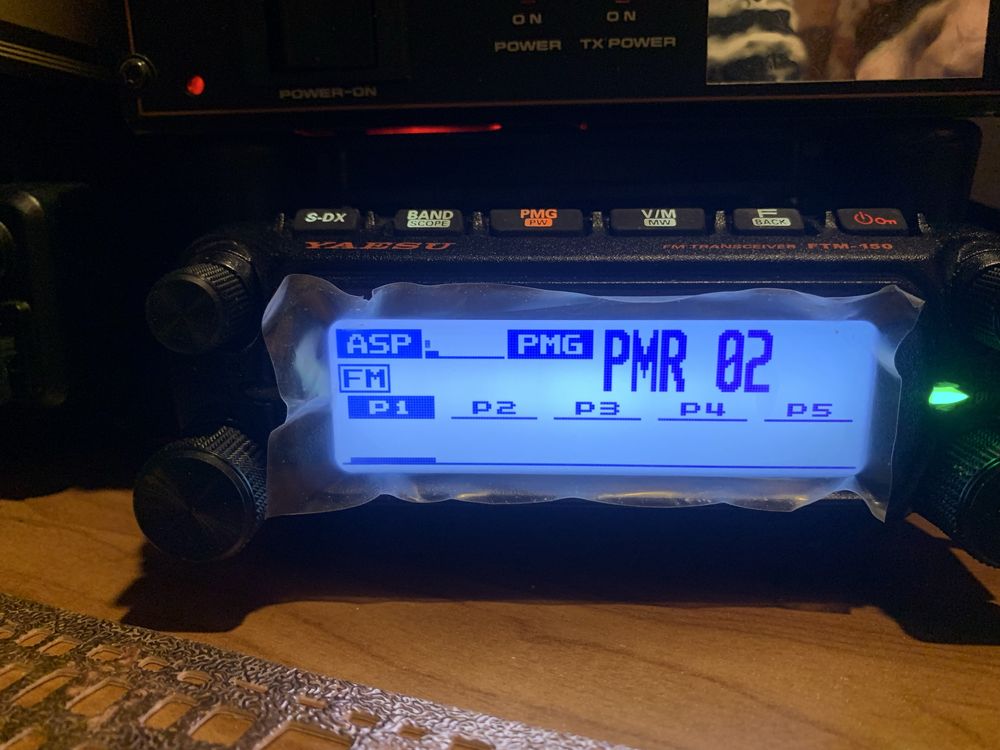 ON ON
POWER TX POWER
POWER-ON
S-DX BAND SCOPE PMG PW V/M MW F BACK On
YAESU FM TRANSCEIVER FTM-150
ASP PMG PMR 02
FM
P1 P2 P3 P4 P5